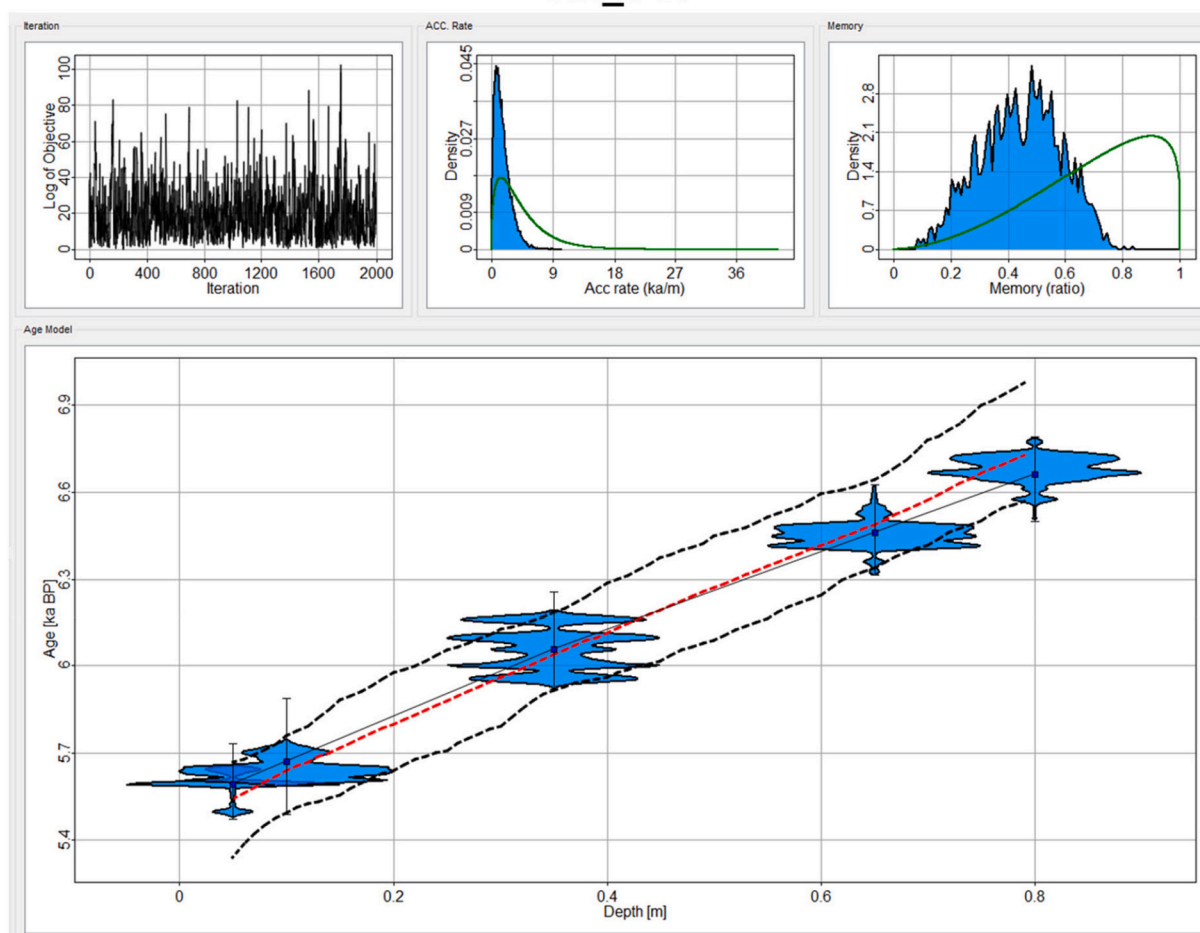 Iteration
ACC. Rate
Memory
Log of Objective
100
80
60
40
20
0
0 400 800 1200 1600 2000
Iteration
Density
0.045
0.027
0.009
0
0 9 18 27 36
Acc rate (ka/m)
Density
2.8
2.1
1.4
0.7
0
0 0.2 0.4 0.6 0.8 1
Memory (ratio)
Age Model
Age [ka BP]
6.9
6.6
6.3
6
5.7
5.4
0 0.2 0.4 0.6 0.8
Depth [m]